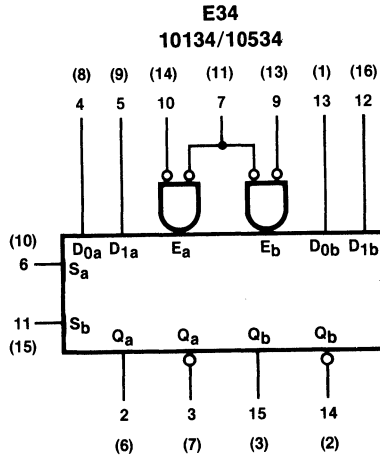 E34
10134/10534
(8) (9) (14) (11) (13) (1) (16)
4 5 10 7 9 13 12
(10) D0a D1a Ea Eb D0b D1b
6 Sa
11 Sb
(15) Qa Qa Qb Qb
2 3 15 14
(6) (7) (3) (2)